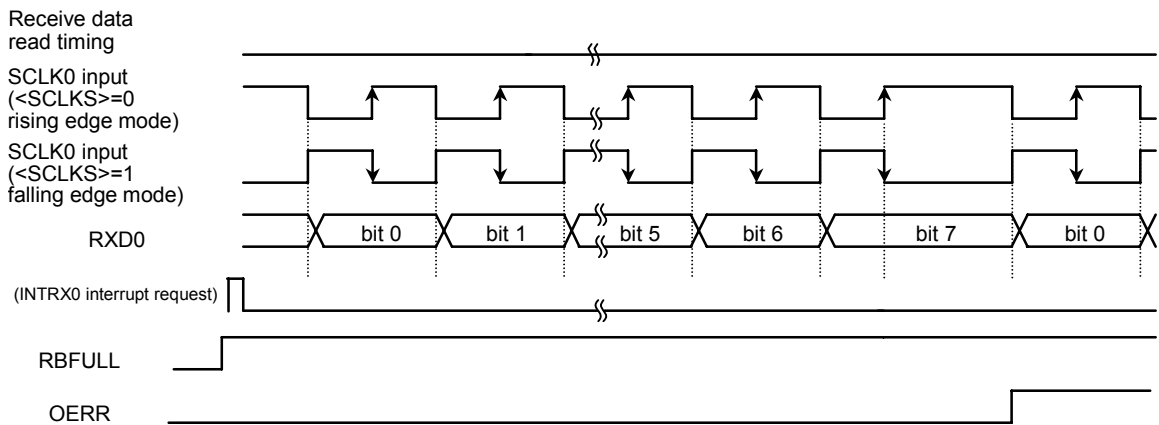 Receive data
read timing
SCLK0 input
(<SCLKS>=0
rising edge mode)
SCLK0 input
(<SCLKS>=1
falling edge mode)
RXD0
bit 0
bit 1
bit 5
bit 6
bit 7
bit 0
(INTRX0 interrupt request)
RBFULL
OERR